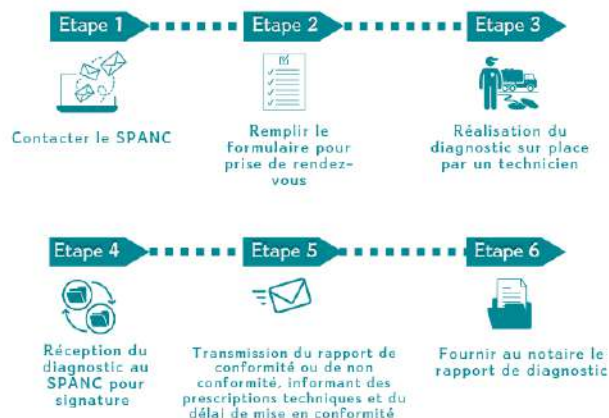 Etape 1
Etape 2
Etape 3
Contacter le SPANC
Remplir le
formulaire pour
prise de rendez-
vous
Réalisation du
diagnostic sur place
par un technicien
Etape 4
Etape 5
Etape 6
Réception du
diagnostic au
SPANC pour
signature
Transmission du rapport de
conformité ou de non
conformité, informant des
prescriptions techniques et du
délai de mise en conformité
Fournir au notaire le
rapport de diagnostic